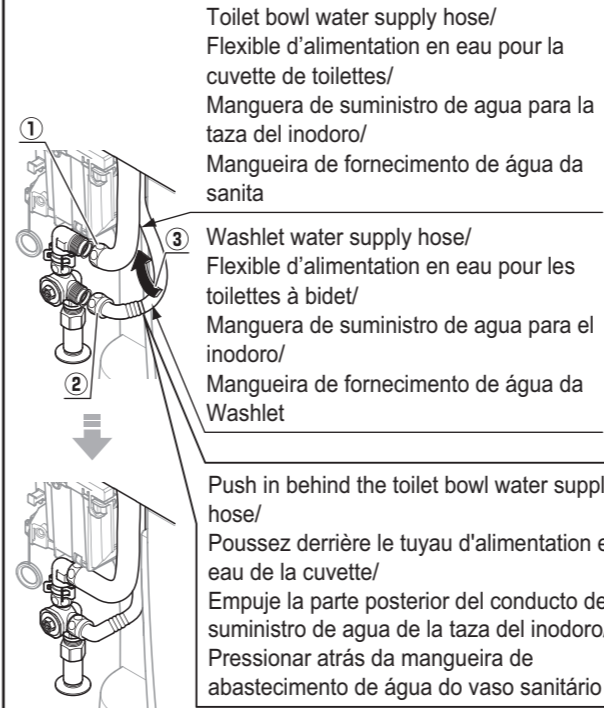 Toilet bowl water supply hose/
Flexible d’alimentation en eau pour la
cuvette de toilettes/
Manguera de suministro de agua para la
taza del inodoro/
Mangueira de fornecimento de água da
sanita
①
③
Washlet water supply hose/
Flexible d’alimentation en eau pour les
toilettes à bidet/
Manguera de suministro de agua para el
inodoro/
Mangueira de fornecimento de água da
Washlet
②
Push in behind the toilet bowl water
hose/
Poussez derrière le tuyau d'alimentation
eau de la cuvette/
Empuje la parte posterior del conducto de
suministro de agua de la taza del inodoro/
Pressionar atrás da mangueira de
abastecimento de água do vaso sanitário